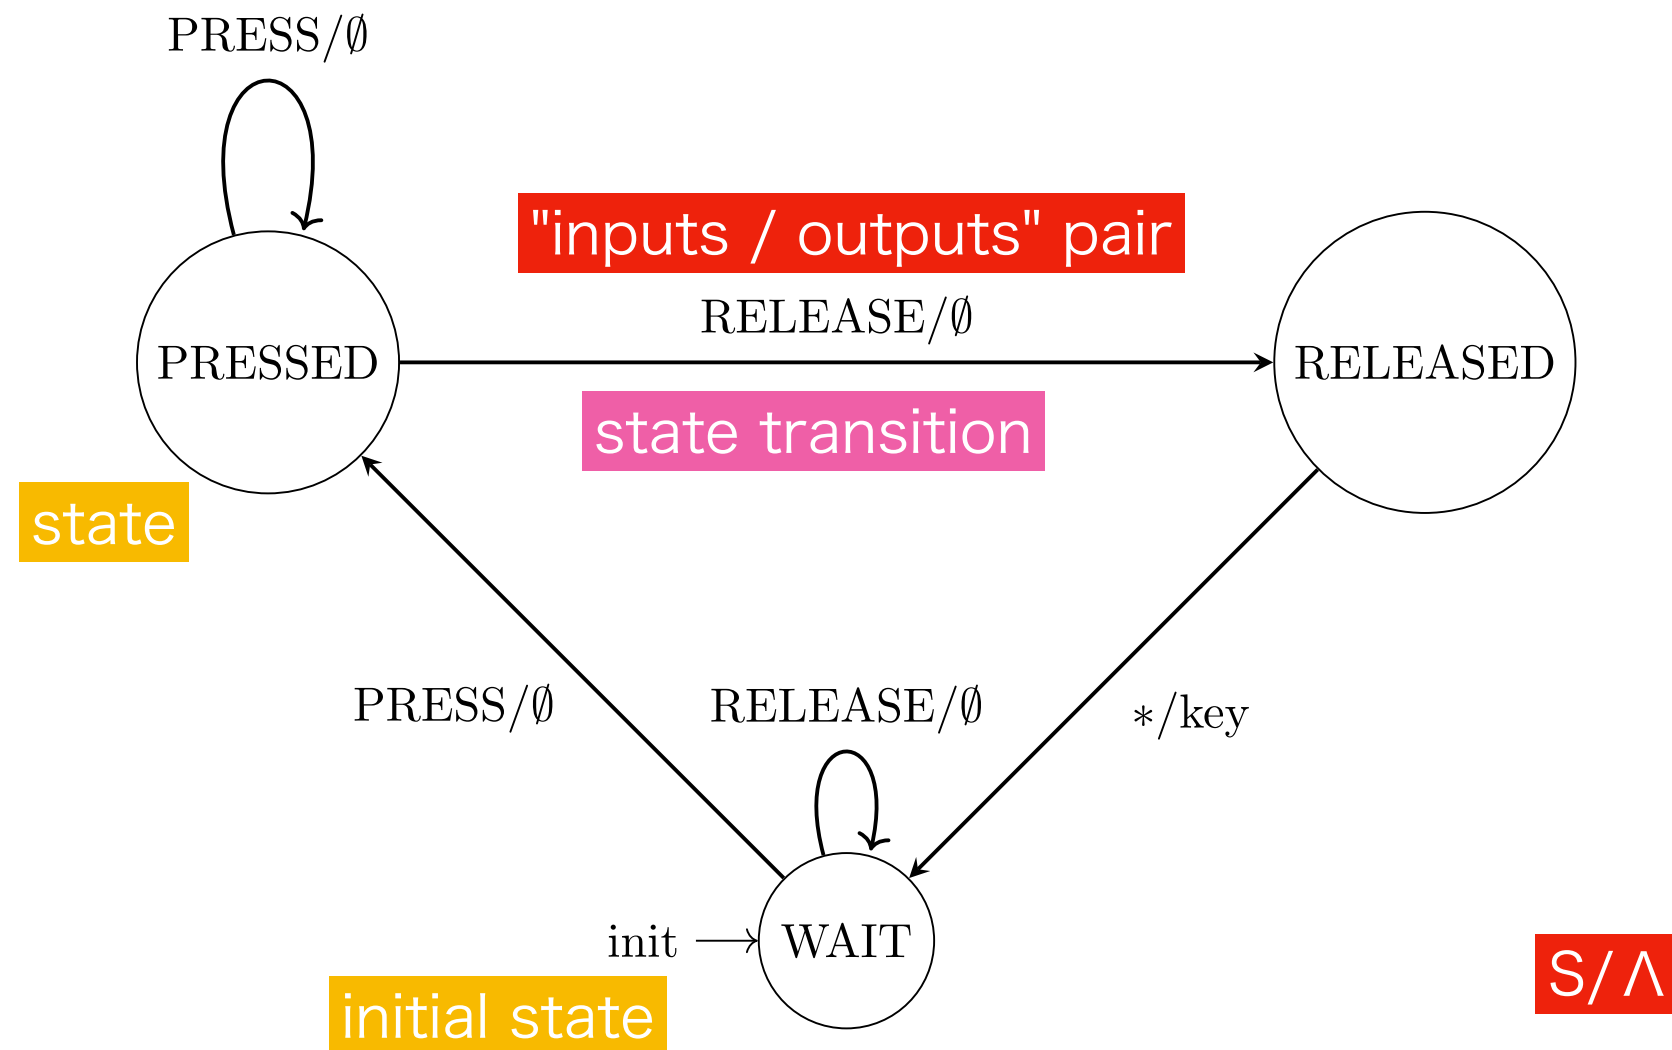 PRESS/∅
"inputs / outputs" pair
RELEASE/∅
PRESSED
RELEASED
state transition
state
PRESS/∅
RELEASE/∅
*/key
init
WAIT
S/Λ
initial state